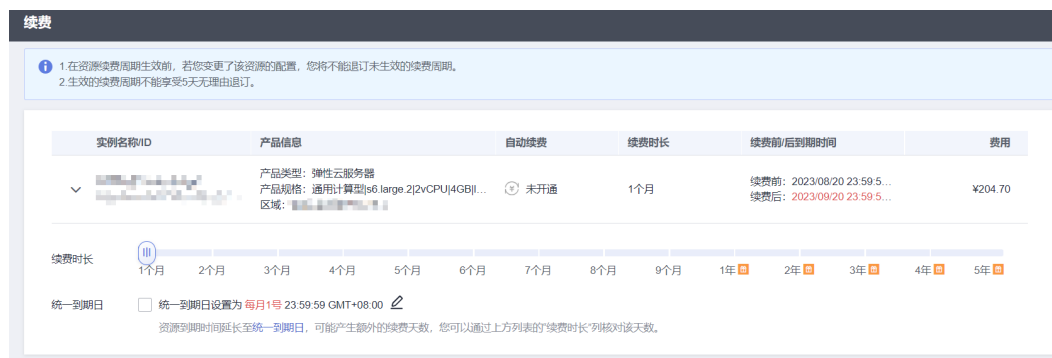 续费
1.在资源续费周期生效前，若您变更了该资源的配置，您将不能退订未生效的续费周期。
2.生效的续费周期不能享受5天无理由退订。
实例名称/ID 产品信息 自动续费 续费时长 续费前/后到期时间 费用
产品类型：弹性云服务器
产品规格：通用计算型|s6.large.2|2vCPU|4GB|I...
区域：
未开通
1个月
续费前：2023/08/20 23:59:5...
续费后：2023/09/20 23:59:5...
¥204.70
续费时长
1个月 2个月 3个月 4个月 5个月 6个月 7个月 8个月 9个月 1年 2年 3年 4年 5年
统一到期日 统一到期日设置为 每月1号 23:59:59 GMT+08:00
资源到期时间延长至统一到期日，可能产生额外的续费天数，您可以通过上方列表的“续费时长”列核对该天数。